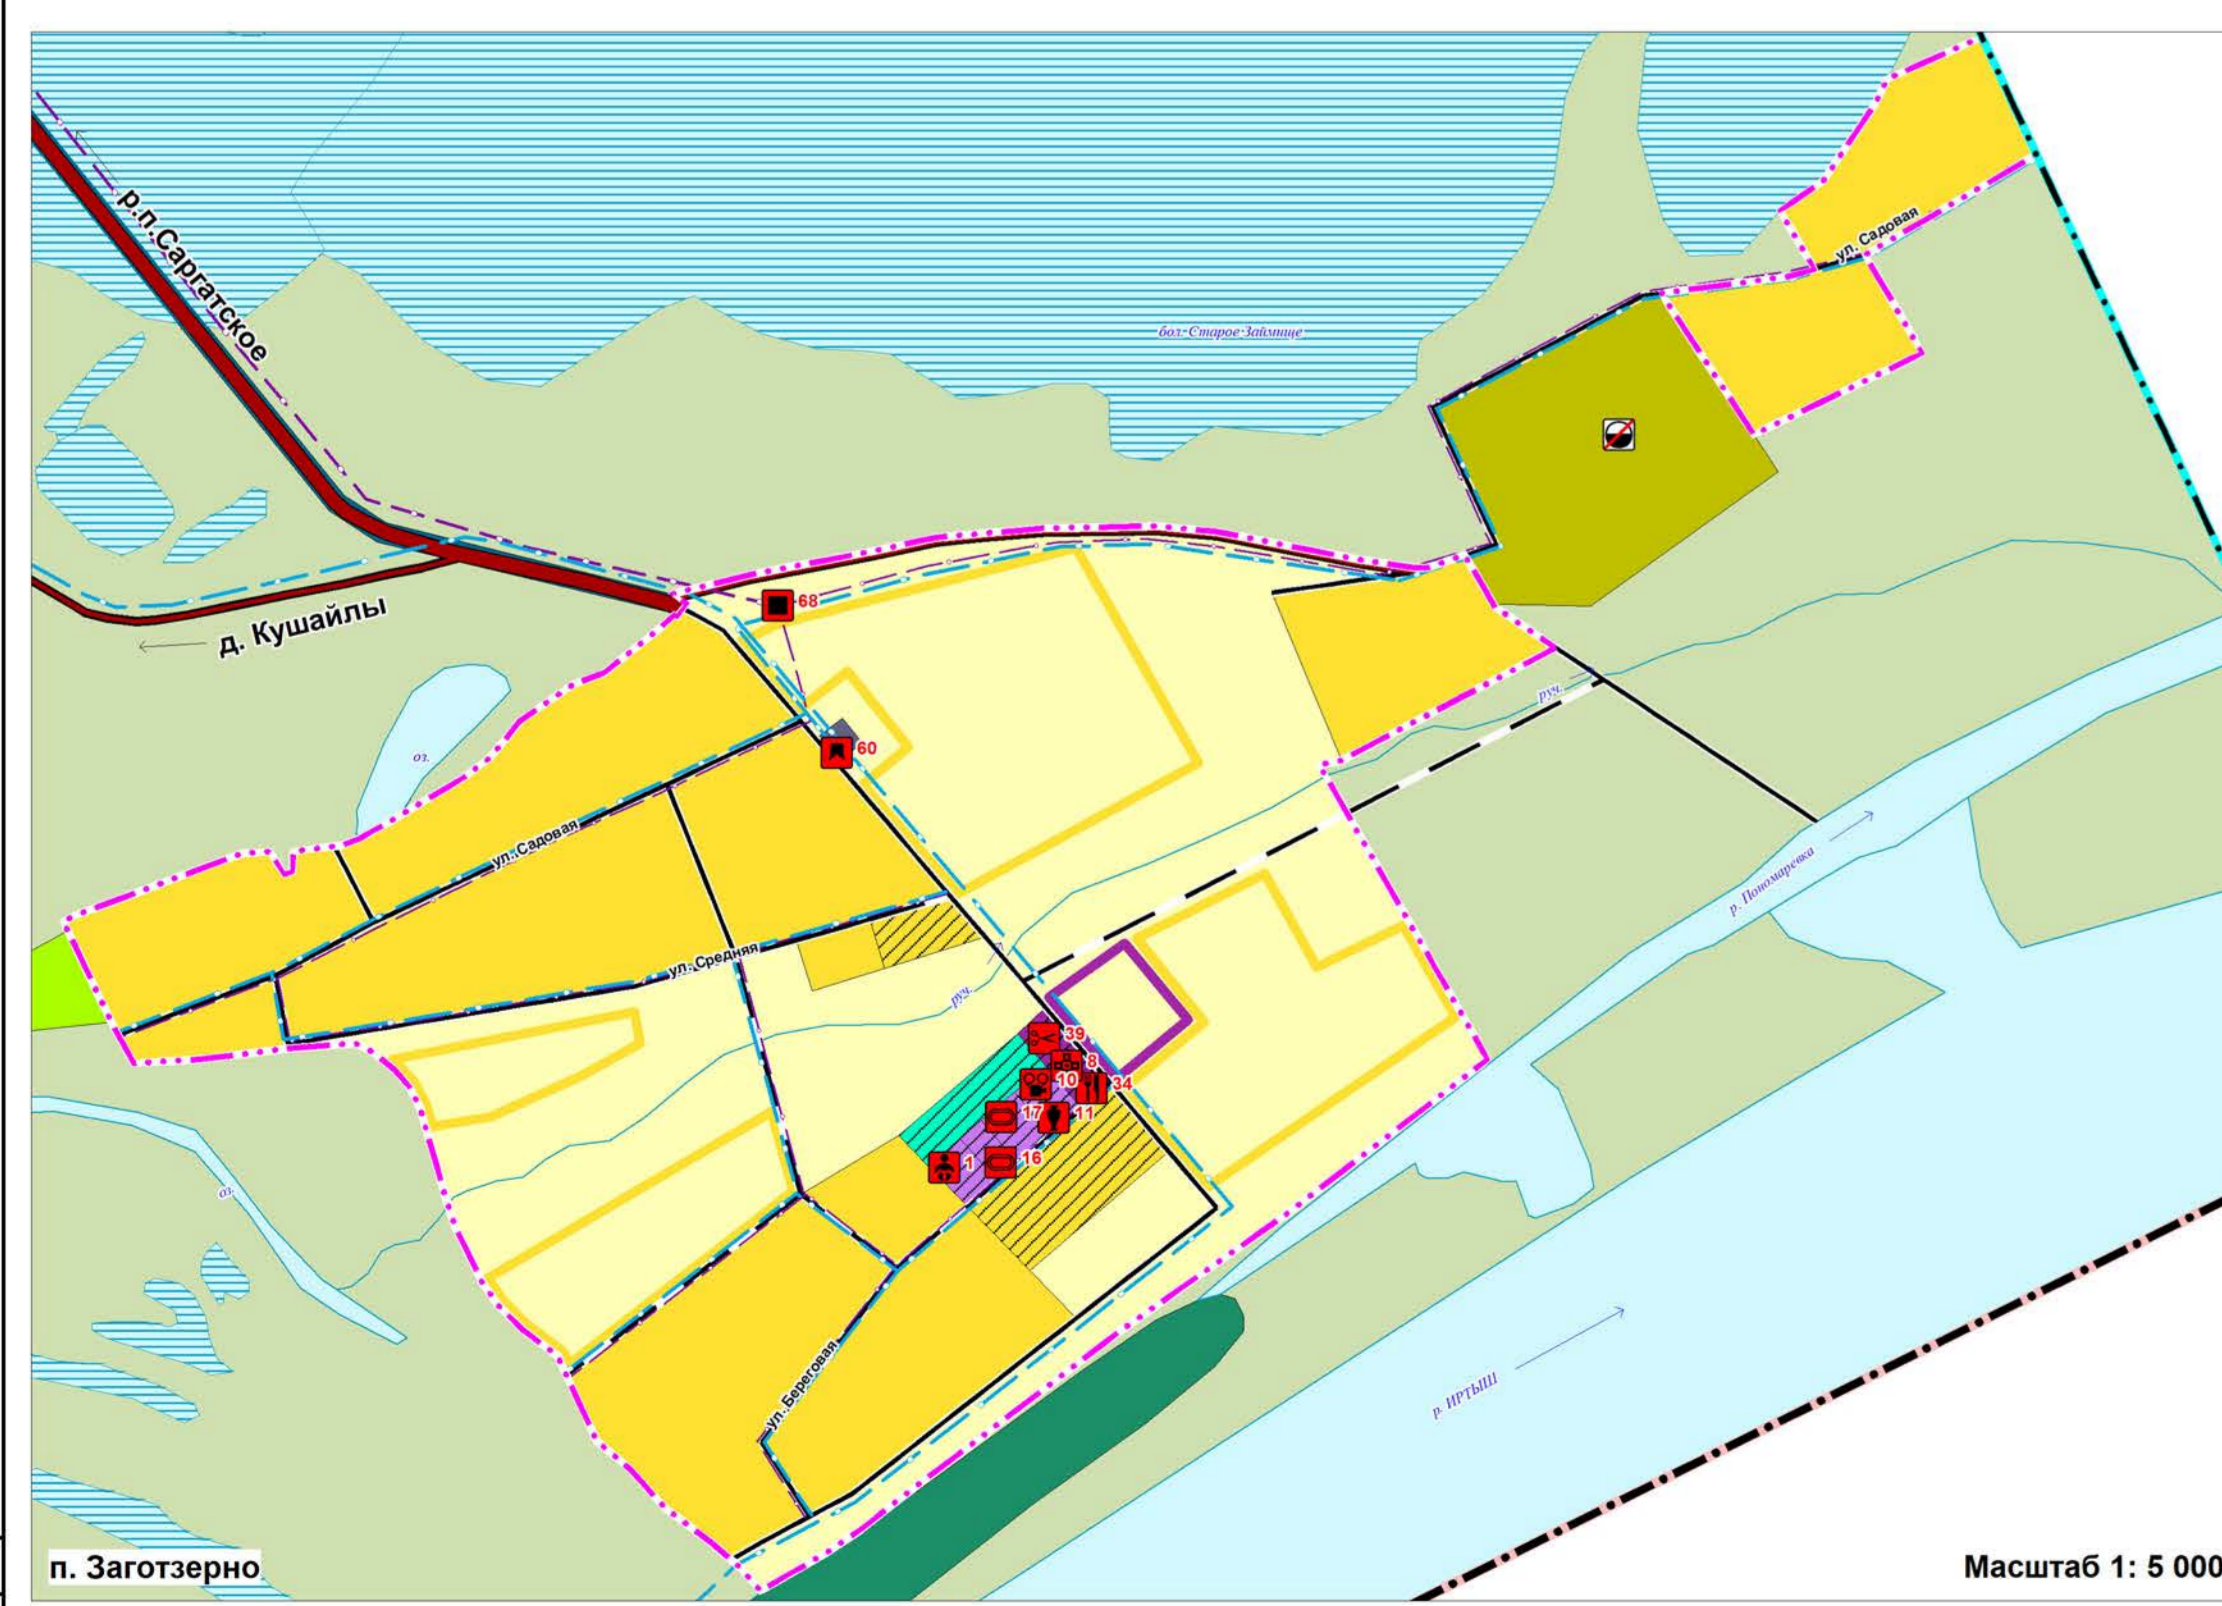 р.п.Саргатское
ул. Садовая
бол. Старое Займище
68
д. Кушайлы
руч.
60
оз.
ул. Садовая
р. Пономаревка
ул. Средняя
руч.
39
8
10
34
17
11
1
16
оз.
ул. Береговая
р. ИРТЫШ
п. Заготзерно
Масштаб 1: 5 000